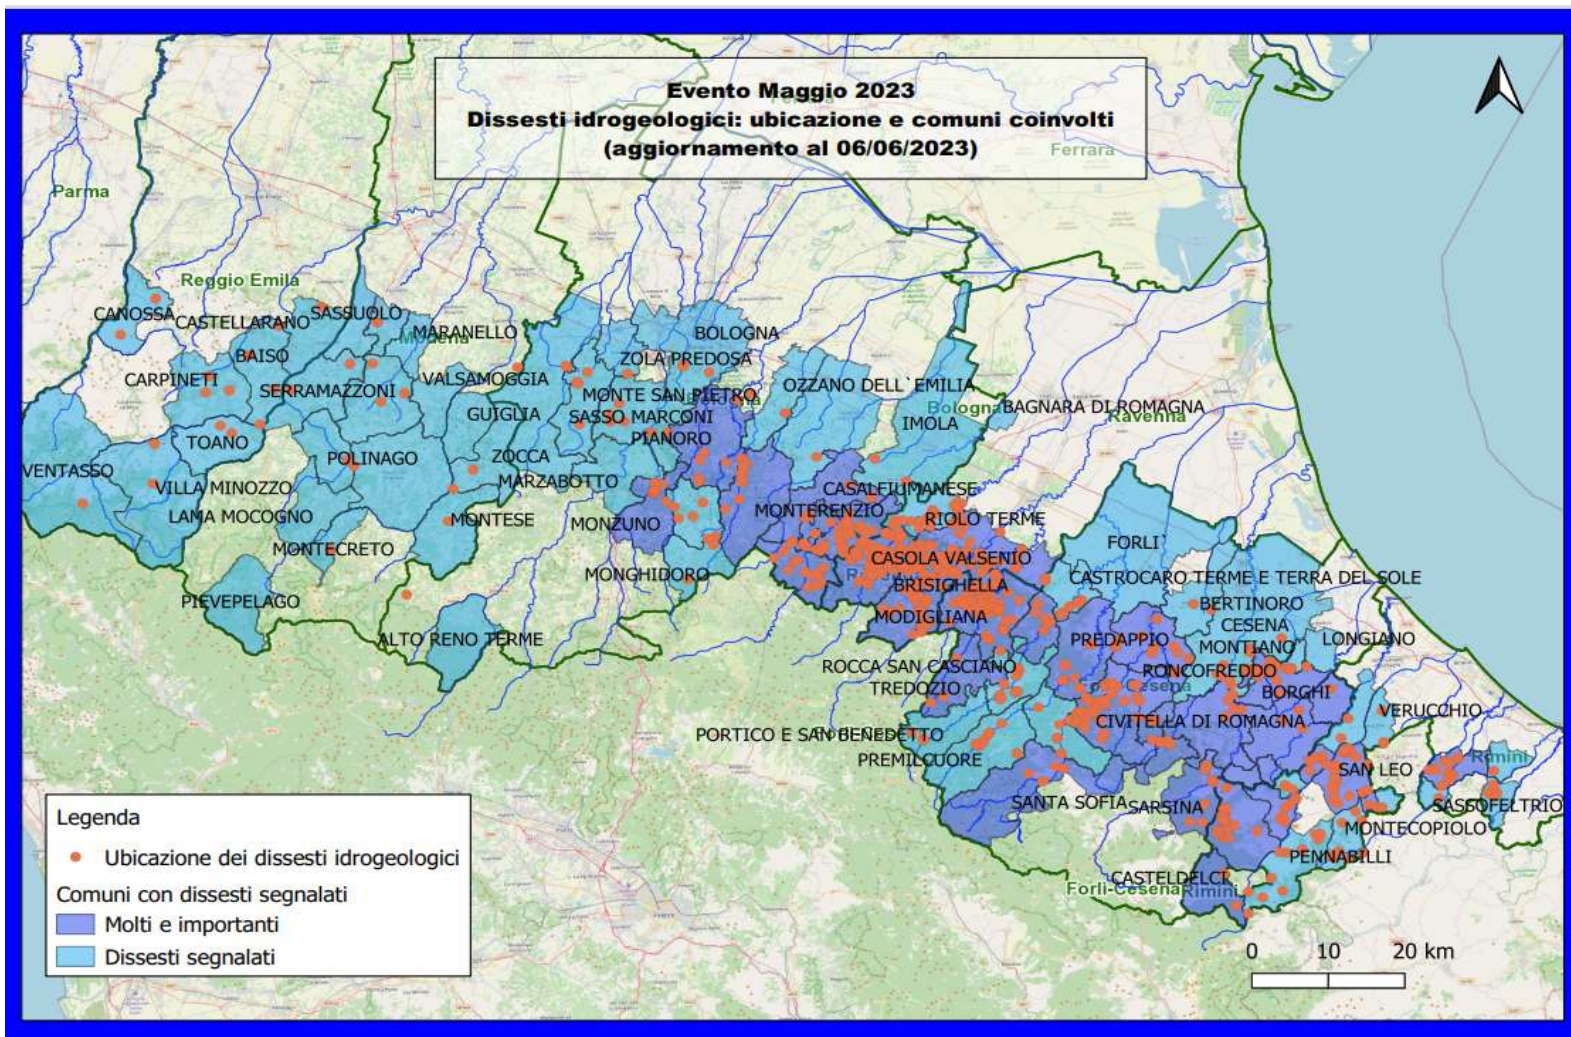 Evento Maggio 2023
Dissesti idrogeologici: ubicazione e comuni coinvolti
(aggiornamento al 06/06/2023)
Ferrara
Parma
Reggio Emila
CANOSSA
CASTELLARANO
SASSUOLO
MARANELLO
Modena
BOLOGNA
BAISO
ZOLA PREDOSA
CARPINETI
SERRAMAZZONI
VALSAMOGGIA
OZZANO DELL`EMILIA
MONTE SAN PIETRO
Bologna
BAGNARA DI ROMAGNA
Ravenna
GUIGLIA
SASSO MARCONI
IMOLA
TOANO
PIANORO
VENTASSO
POLINAGO
ZOCCA
MARZABOTTO
VILLA MINOZZO
CASALFIUMANESE
LAMA MOCOGNO
MONTESE
MONZUNO
MONTERENZIO
RIOLO TERME
MONTECRETO
FORLI`
CASOLA VALSENIO
MONGHIDORO
BRISIGHELLA
CASTROCARO TERME E TERRA DEL SOLE
PIEVEPELAGO
BERTINORO
MODIGLIANA
CESENA
ALTO RENO TERME
PREDAPPIO
LONGIANO
MONTIANO
ROCCA SAN CASCIANO
RONCOFREDDO
TREDOZIO
BORGHI
VERUCCHIO
CIVITELLA DI ROMAGNA
PORTICO E SAN BENEDETTO
PREMILCUORE
Rimini
SAN LEO
SANTA SOFIA
SARSINA
SASSOFELTRIO
MONTECOPIOLO
PENNABILLI
CASTELDELCI
Forlì-Cesena
Rimini
Legenda
Ubicazione dei dissesti idrogeologici
Comuni con dissesti segnalati
Molti e importanti
Dissesti segnalati
0 10 20 km